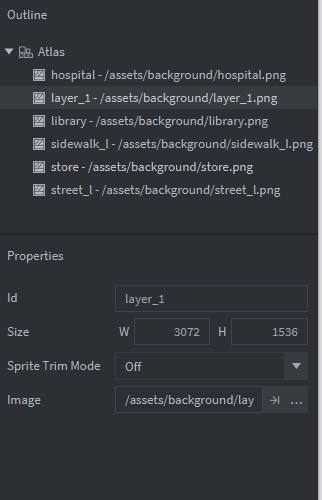 Outline
Atlas
hospital - /assets/background/hospital.png
layer_1 - /assets/background/layer_1.png
library - /assets/background/library.png
sidewalk_l - /assets/background/sidewalk_l.png
store - /assets/background/store.png
street_l - /assets/background/street_l.png
Properties
Id layer_1
Size W 3072 H 1536
Sprite Trim Mode Off
Image /assets/background/lay ...